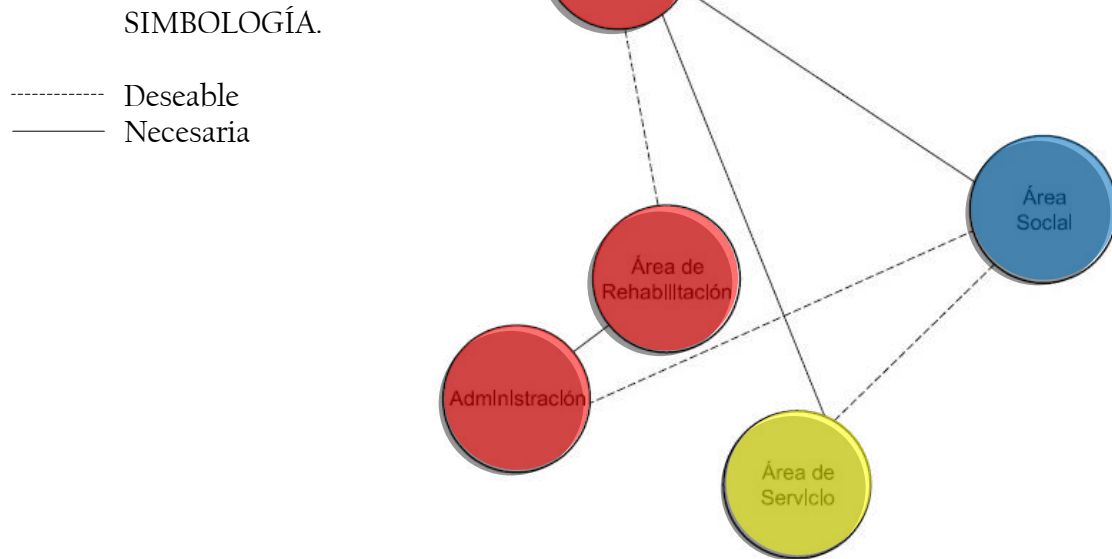 SIMBOLOGÍA.
Deseable
Necesaria
Área
Social
Área de
Rehabilitación
Administración
Área de
Servicio